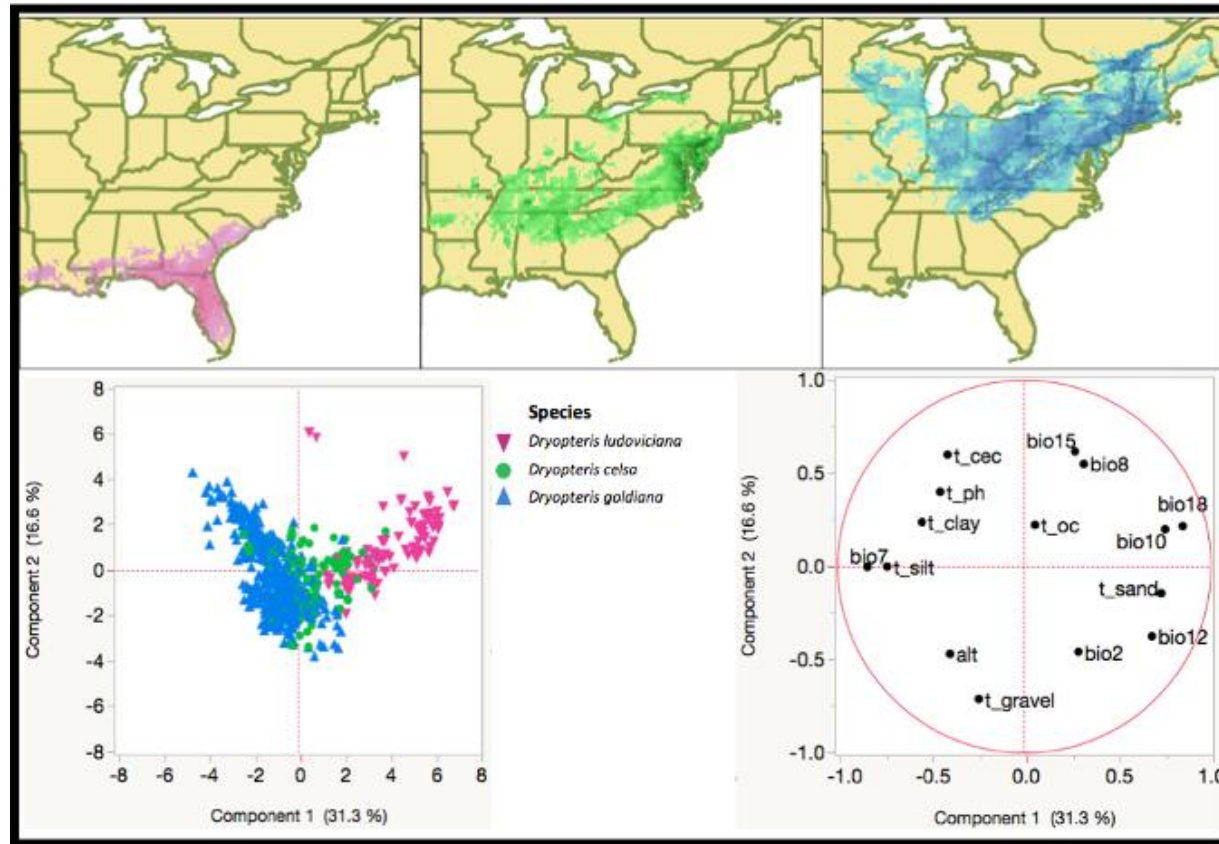 Species
Dryopteris ludoviciana
Dryopteris celsa
Dryopteris goldiana
8
6
4
2
0
-2
-4
-6
-8
-8
-6
-4
-2
0
2
4
6
8
Component 2 (16.6 %)
Component 1 (31.3 %)
1.0
0.5
0.0
-0.5
-1.0
-1.0
-0.5
0.0
0.5
1.0
Component 2 (16.6 %)
Component 1 (31.3 %)
bio15
bio8
t_cec
t_ph
t_clay
t_oc
bio18
bio10
bio7
t_silt
t_sand
bio12
alt
bio2
t_gravel